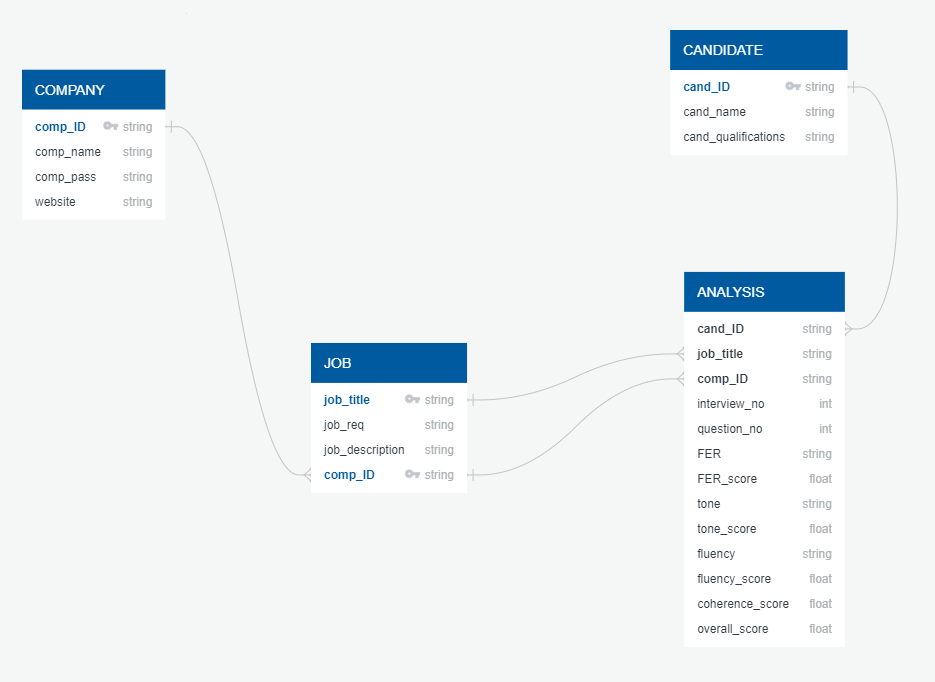 COMPANY
comp_ID string
comp_name string
comp_pass string
website string
CANDIDATE
cand_ID string
cand_name string
cand_qualifications string
JOB
job_title string
job_req string
job_description string
comp_ID string
ANALYSIS
cand_ID string
job_title string
comp_ID string
interview_no int
question_no int
FER string
FER_score float
tone string
tone_score float
fluency string
fluency_score float
coherence_score float
overall_score float